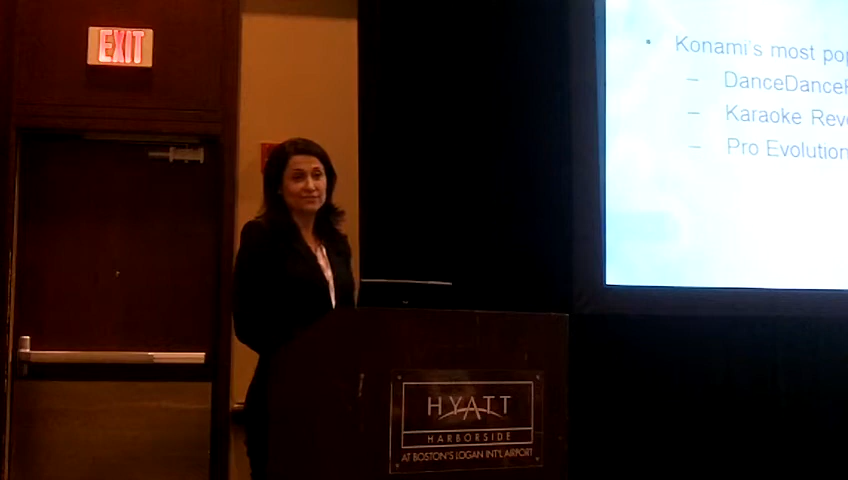 EXIT
Konami's most pop
DanceDanceR
Karaoke Revo
Pro Evolution
HYATT
HARBORSIDE
AT BOSTON'S LOGAN INT'L AIRPORT